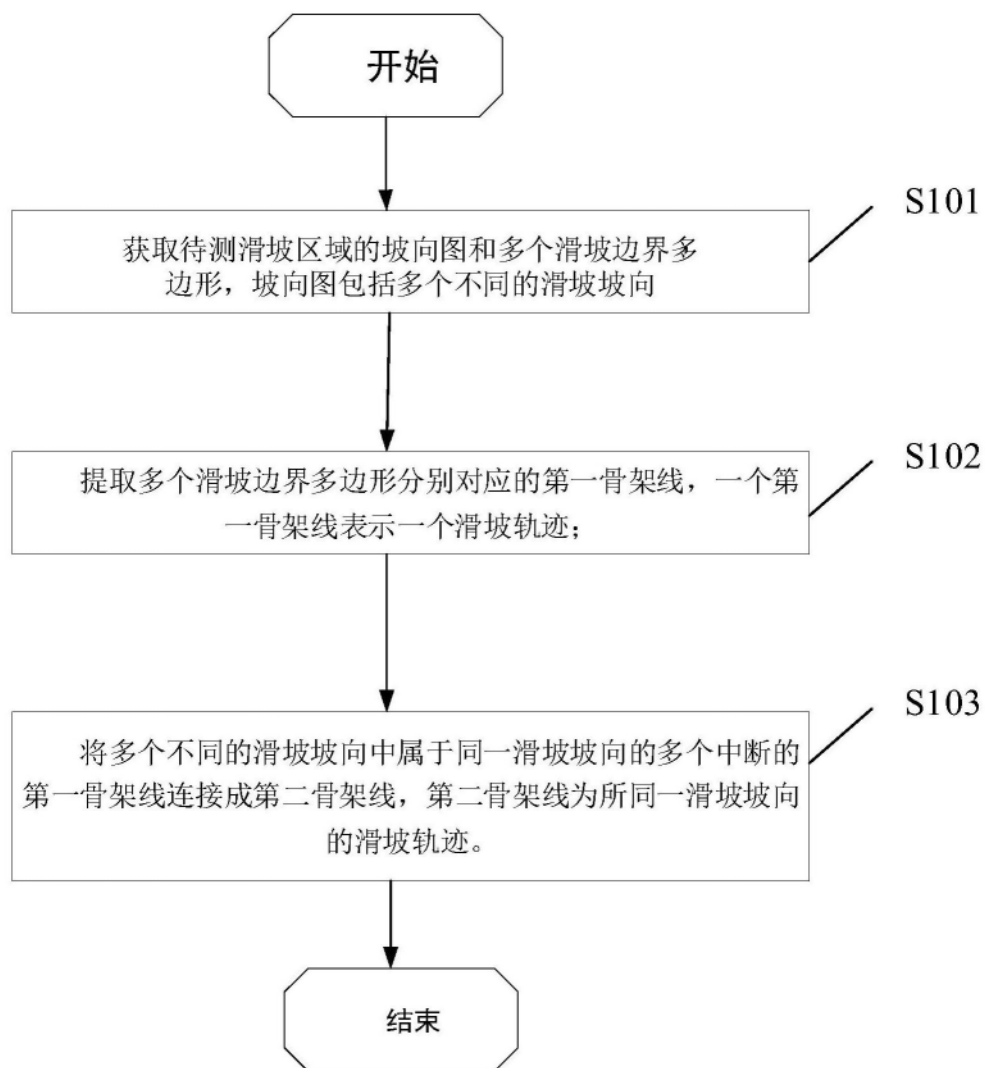 开始
S101
获取待测滑坡区域的坡向图和多个滑坡边界多
边形，坡向图包括多个不同的滑坡坡向
S102
提取多个滑坡边界多边形分别对应的第一骨架线，一个第
一骨架线表示一个滑坡轨迹；
S103
将多个不同的滑坡坡向中属于同一滑坡坡向的多个中断的
第一骨架线连接成第二骨架线，第二骨架线为所同一滑坡坡向
的滑坡轨迹。
结束